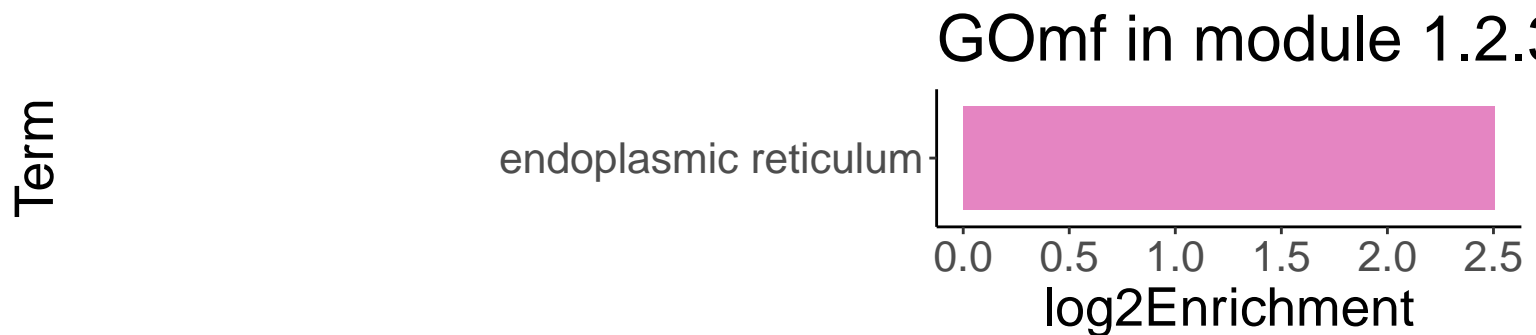 GOmf in module 1.2.3
Term
endoplasmic reticulum
0.0 0.5 1.0 1.5 2.0 2.5
log2Enrichment